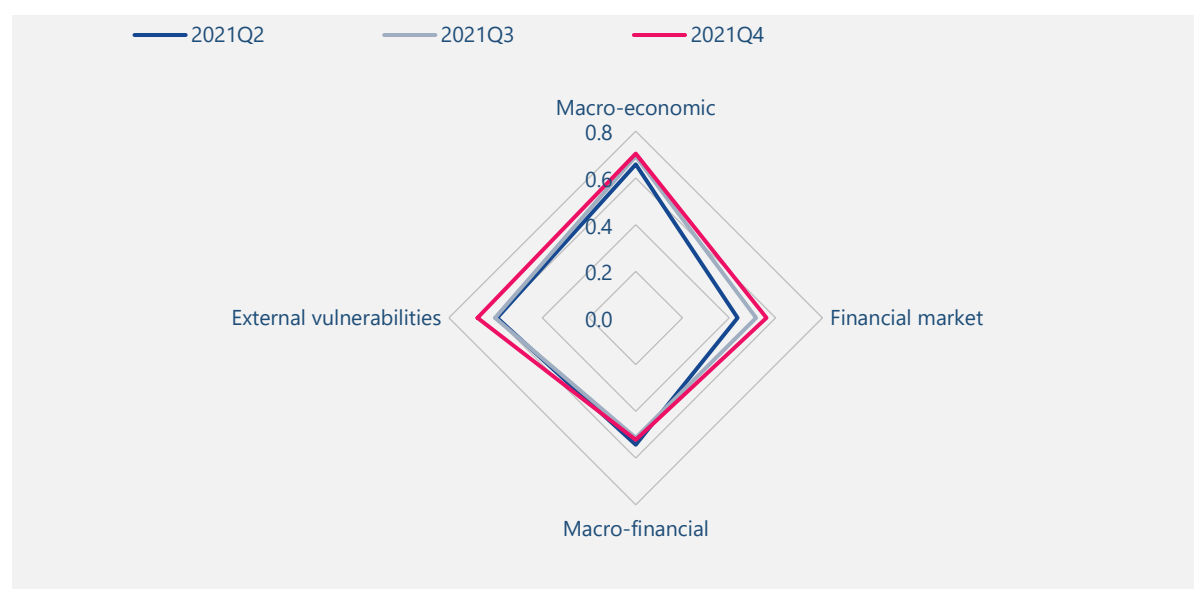 2021Q2 2021Q3 2021Q4
Macro-economic
0.8
0.6
0.4
0.2
External vulnerabilities 0.0 Financial market
Macro-financial